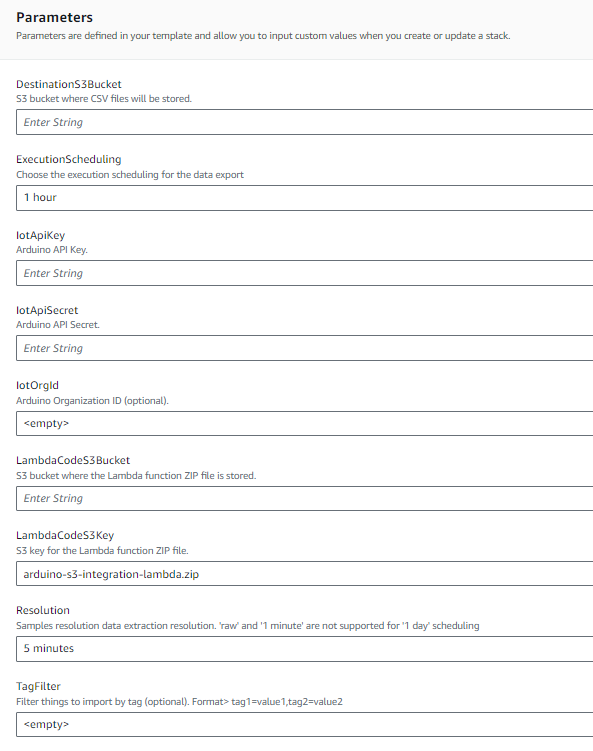 Parameters
Parameters are defined in your template and allow you to input custom values when you create or update a stack.
DestinationS3Bucket
S3 bucket where CSV files will be stored.
Enter String
ExecutionScheduling
Choose the execution scheduling for the data export
1 hour
IotApiKey
Arduino API Key.
Enter String
IotApiSecret
Arduino API Secret.
Enter String
IotOrgId
Arduino Organization ID (optional).
<empty>
LambdaCodeS3Bucket
S3 bucket where the Lambda function ZIP file is stored.
Enter String
LambdaCodeS3Key
S3 key for the Lambda function ZIP file.
arduino-s3-integration-lambda.zip
Resolution
Samples resolution data extraction resolution. 'raw' and '1 minute' are not supported for '1 day' scheduling
5 minutes
TagFilter
Filter things to import by tag (optional). Format> tag1=value1,tag2=value2
<empty>